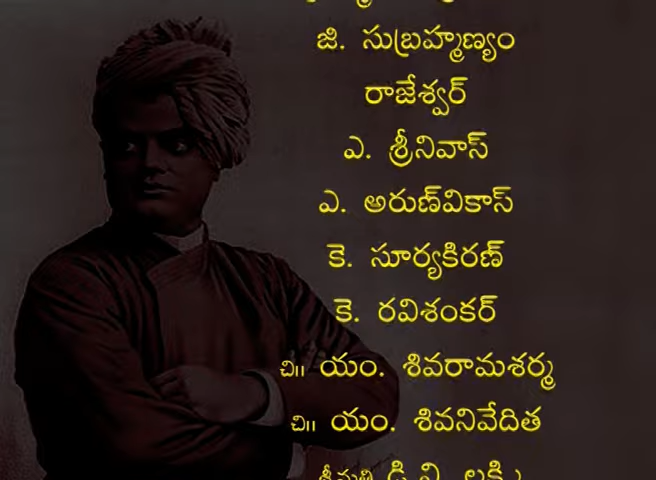 జి. సుబ్రహ్మణ్యం
రాజేశ్వర్
ఎ. శ్రీనివాస్
ఎ. అరుణ్‌వికాస్
కె. సూర్యకిరణ్
కె. రవిశంకర్
చి॥ యం. శివరామశర్మ
చి॥ యం. శివనివేదిత